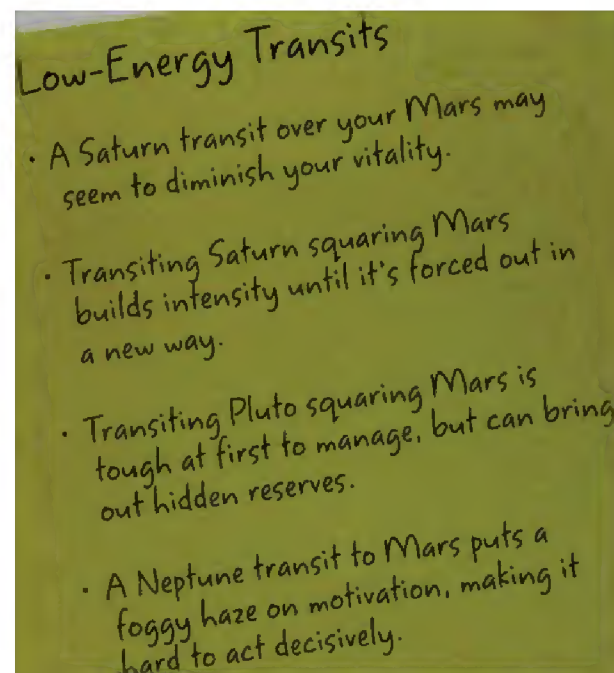 Low-Energy Transits
• A Saturn transit over your Mars may
seem to diminish your vitality.
• Transiting Saturn squaring Mars
builds intensity until it's forced out in
a new way.
• Transiting Pluto squaring Mars is
tough at first to manage, but can bring
out hidden reserves.
• A Neptune transit to Mars puts a
foggy haze on motivation, making it
hard to act decisively.